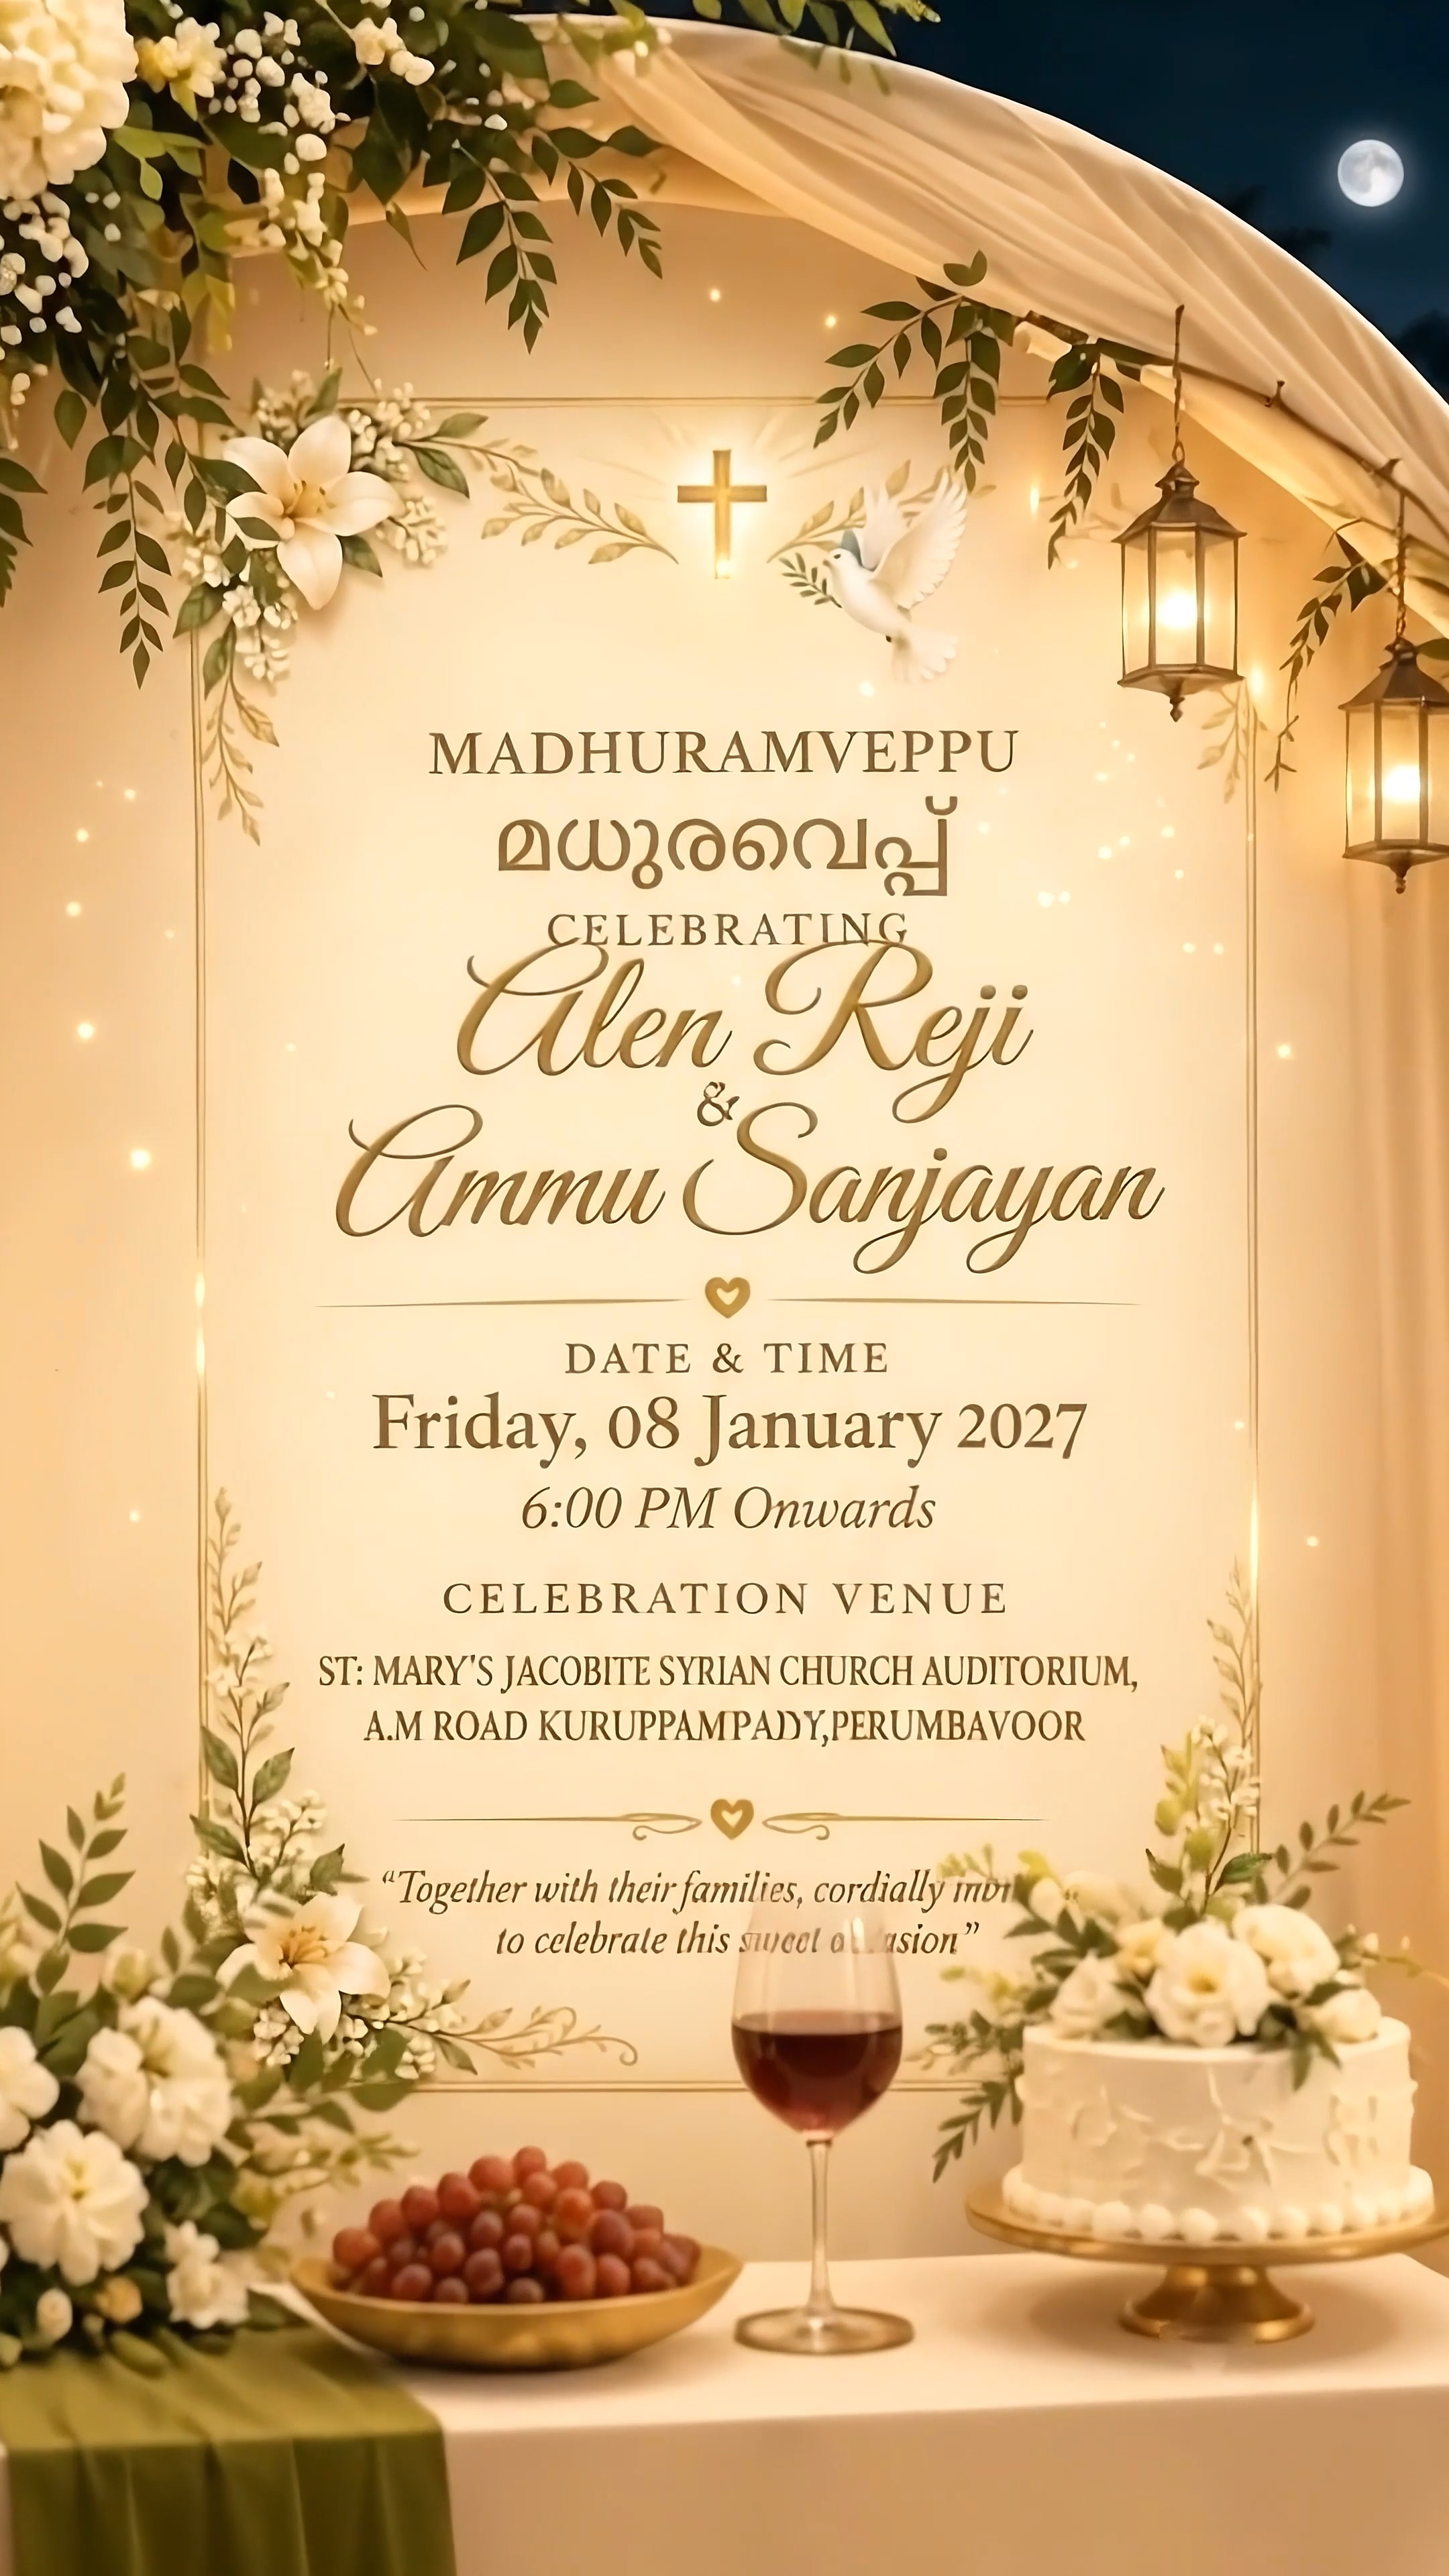 MADHURAMVEPPU
മധുരവെപ്പ്
CELEBRATING
Alen Reji
&
Ammu Sanjayan
DATE & TIME
Friday, 08 January 2027
6:00 PM Onwards
CELEBRATION VENUE
ST: MARY'S JACOBITE SYRIAN CHURCH AUDITORIUM,
A.M ROAD KURUPPAMPADY,PERUMBAVOOR
“Together with their families, cordially
to celebrate this sweet